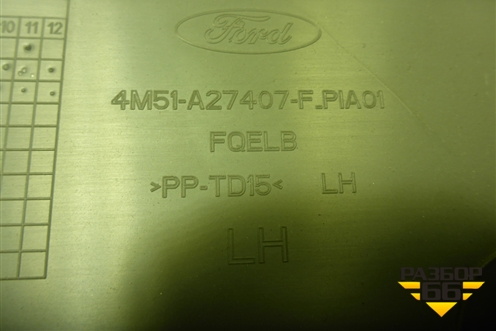 10 11 12
Ford
4M51-A27407-F_PIA01
FQELB
>PP-TD15< LH
LH
РАЗБОР
66